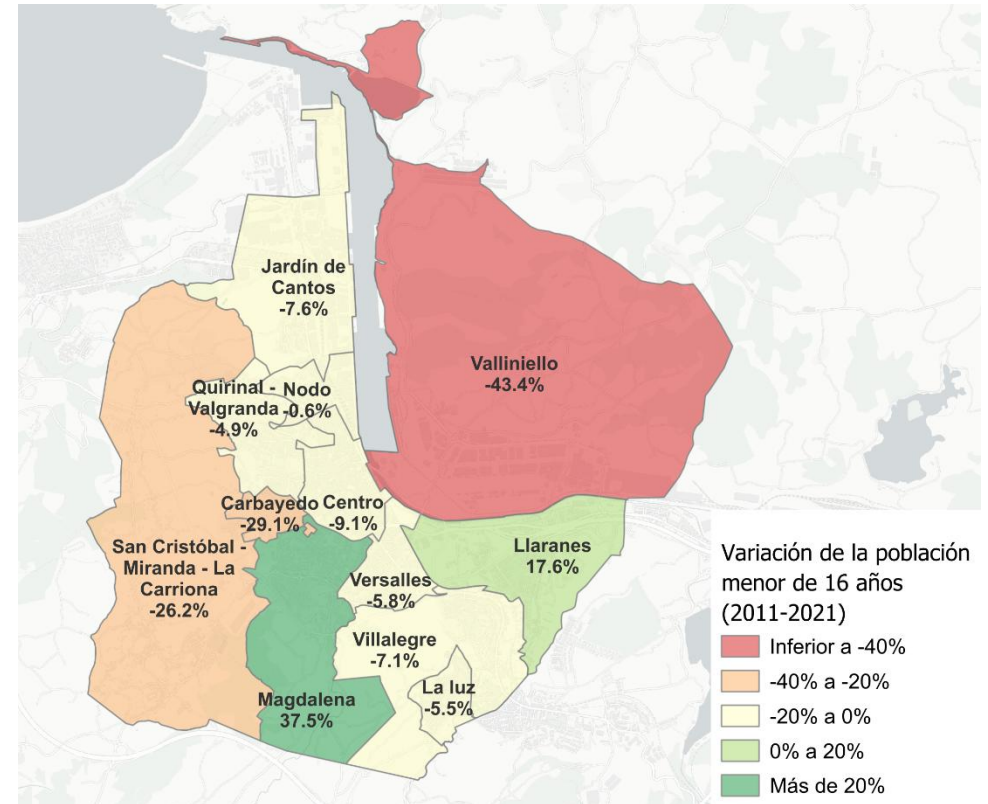 Jardín de
Cantos
-7.6%
Valliniello
-43.4%
Quirinal -
Valgranda
-4.9%
Nodo
-0.6%
Carbayedo
-29.1%
Centro
-9.1%
San Cristóbal -
Miranda - La
Carriona
-26.2%
Llaranes
17.6%
Versalles
-5.8%
Villalegre
-7.1%
La luz
-5.5%
Magdalena
37.5%
Variación de la población
menor de 16 años
(2011-2021)
Inferior a -40%
-40% a -20%
-20% a 0%
0% a 20%
Más de 20%